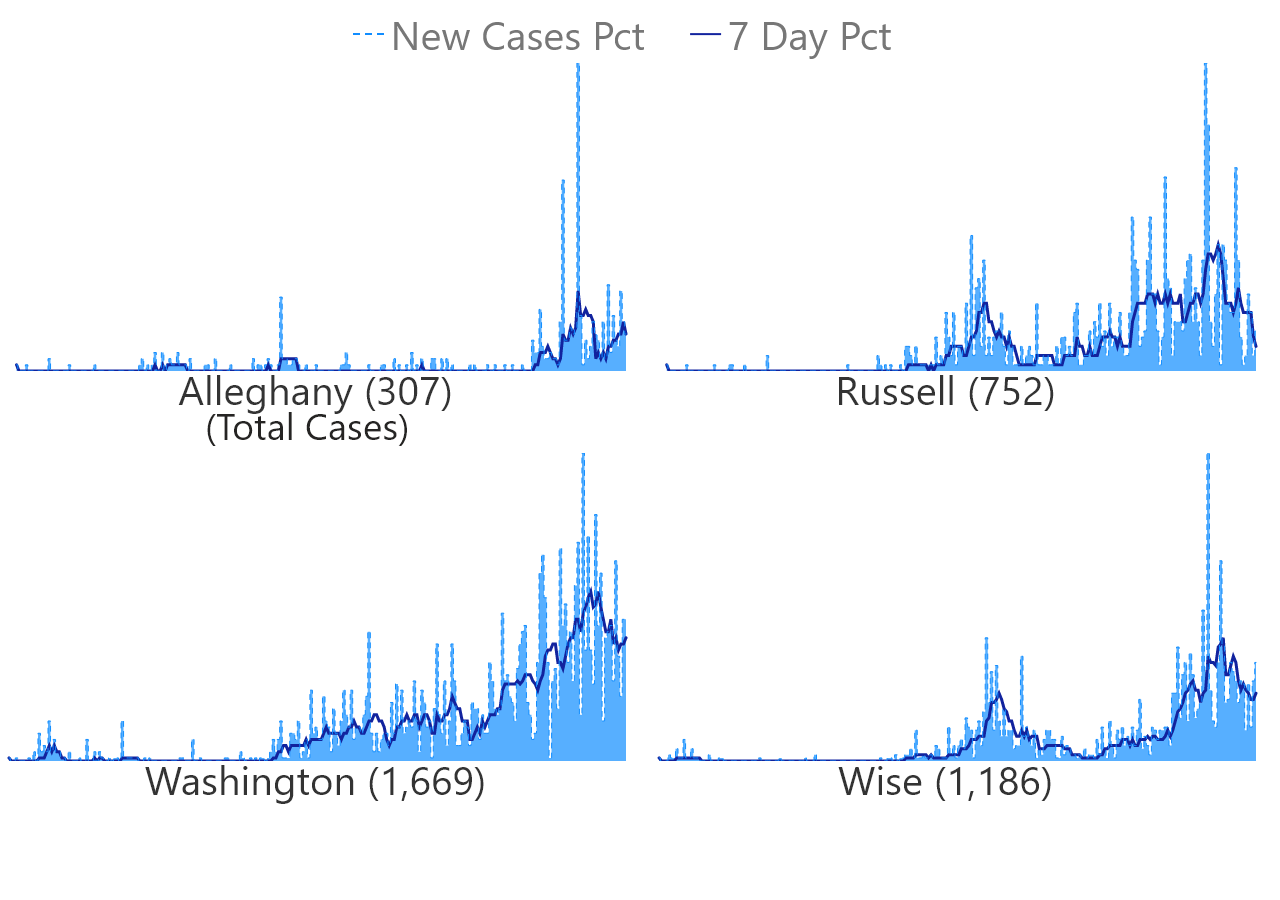 New Cases Pct 7 Day Pct
Alleghany (307)
(Total Cases)
Russell (752)
Washington (1,669)
Wise (1,186)